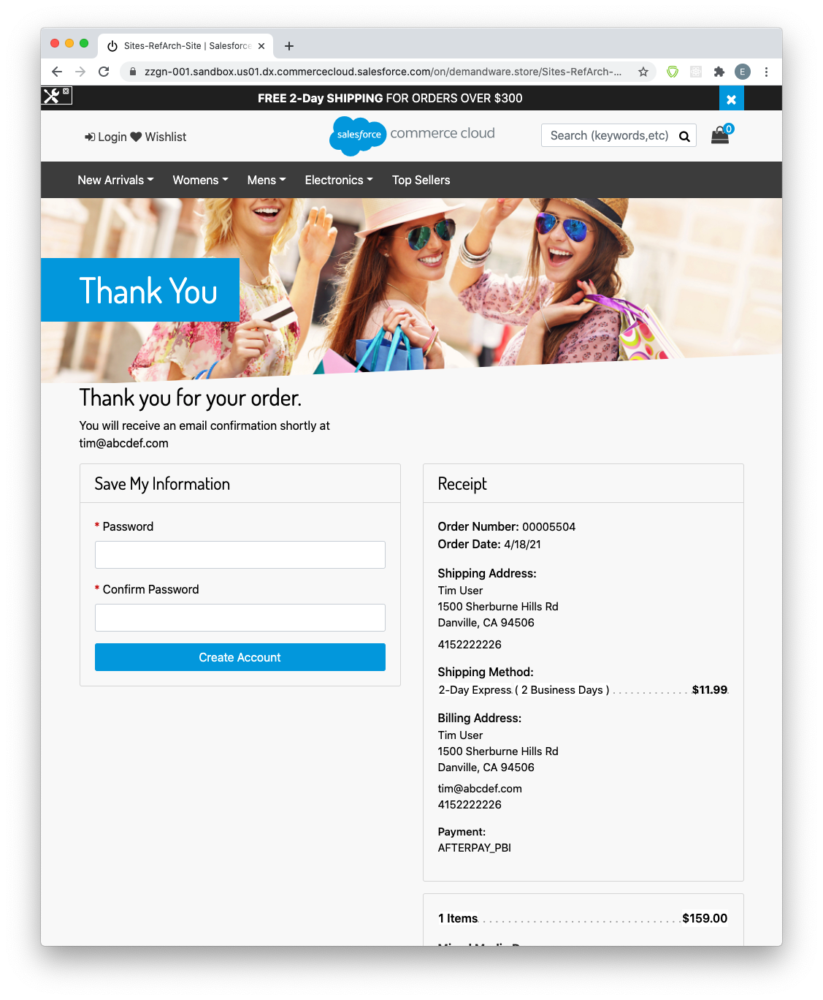 Sites-RefArch-Site | Salesforce
zzgn-001.sandbox.us01.dx.commercecloud.salesforce.com/on/demandware.store/Sites-RefArch-...
E
FREE 2-Day SHIPPING FOR ORDERS OVER $300
Login Wishlist
salesforce commerce cloud
Search (keywords,etc)
0
New Arrivals Womens Mens Electronics Top Sellers
Thank You
Thank you for your order.
You will receive an email confirmation shortly at
tim@abcdef.com
Save My Information
* Password
* Confirm Password
Create Account
Receipt
Order Number: 00005504
Order Date: 4/18/21
Shipping Address:
Tim User
1500 Sherburne Hills Rd
Danville, CA 94506
4152222226
Shipping Method:
2-Day Express ( 2 Business Days ) $11.99
Billing Address:
Tim User
1500 Sherburne Hills Rd
Danville, CA 94506
tim@abcdef.com
4152222226
Payment:
AFTERPAY_PBI
1 Items $159.00